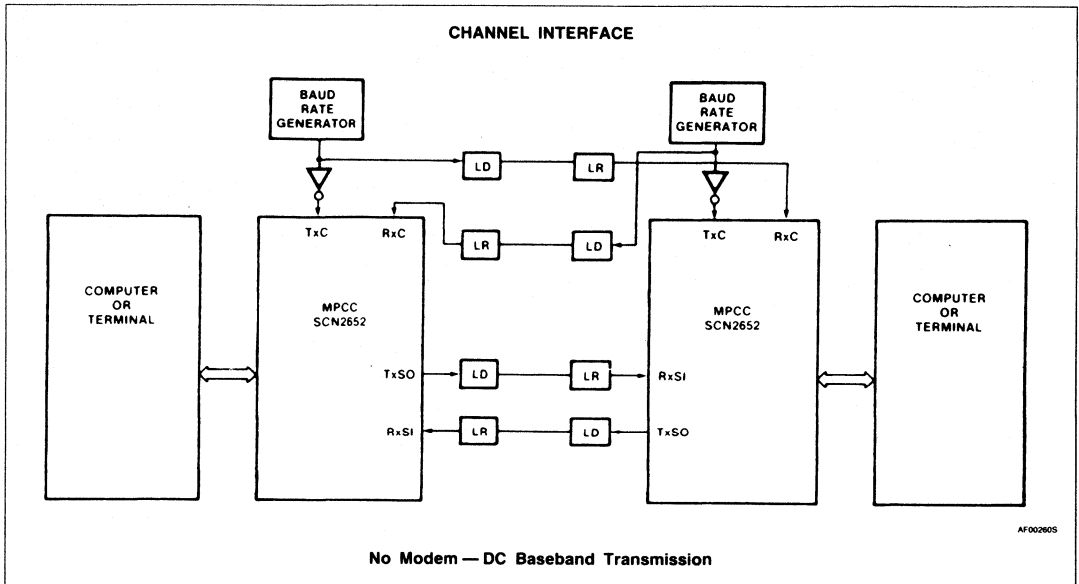 CHANNEL INTERFACE
BAUD
RATE
GENERATOR
BAUD
RATE
GENERATOR
LD
LR
TxC
RxC
LR
LD
TxC
RxC
COMPUTER
OR
TERMINAL
MPCC
SCN2652
MPCC
SCN2652
COMPUTER
OR
TERMINAL
TxSO
LD
LR
RxSI
RxSI
LR
LD
TxSO
AF00260S
No Modem — DC Baseband Transmission